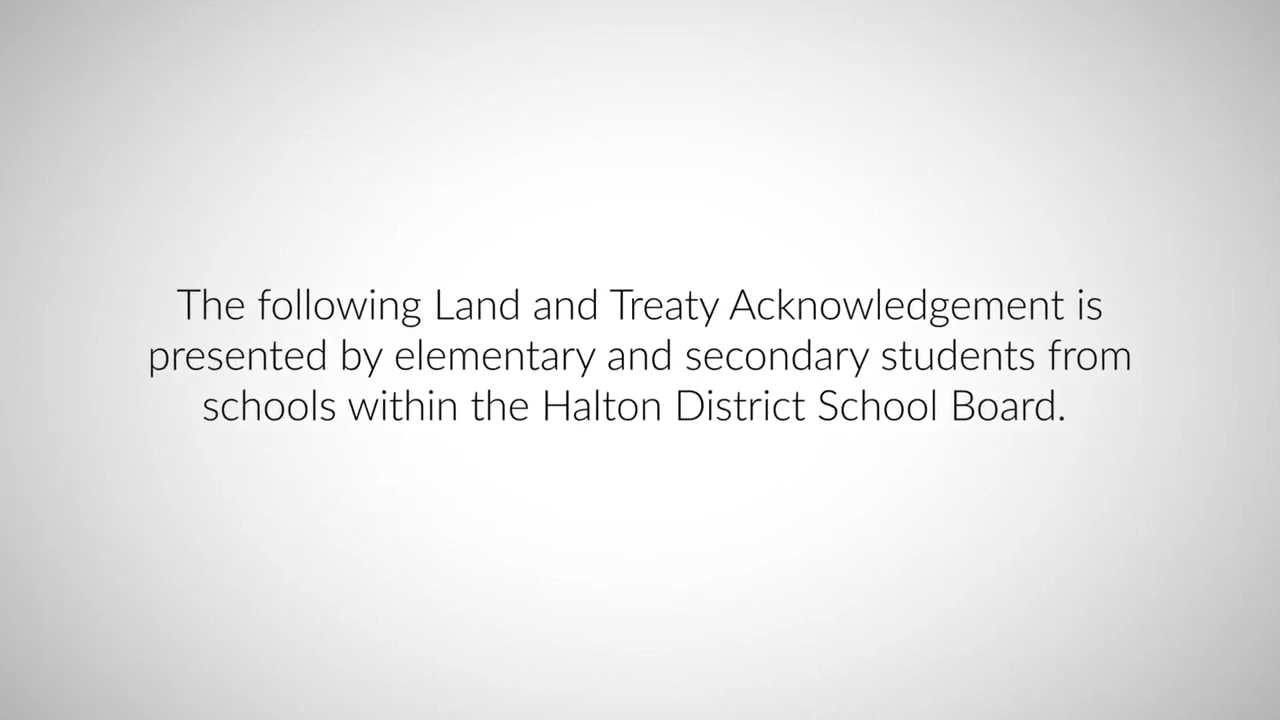 The following Land and Treaty Acknowledgement is
presented by elementary and secondary students from
schools within the Halton District School Board.